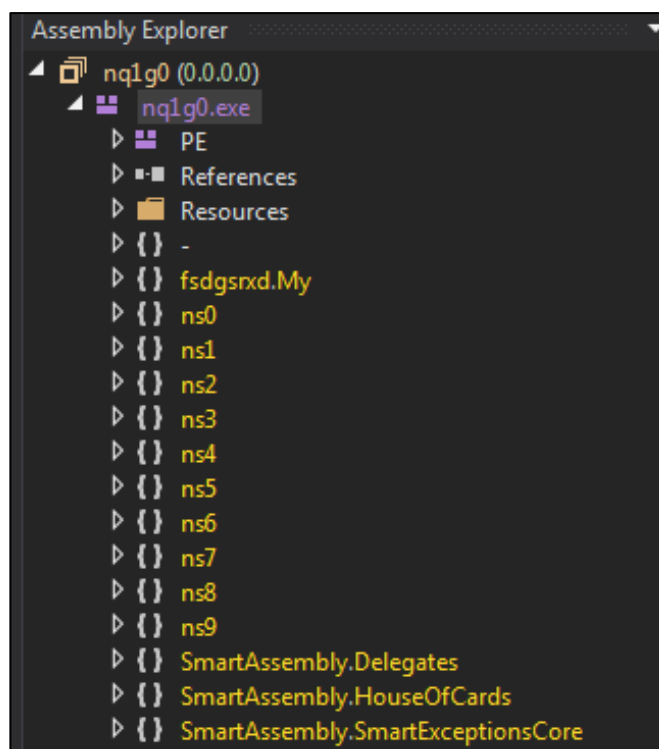 Assembly Explorer
nq1g0 (0.0.0.0)
nq1g0.exe
PE
References
Resources
{ } -
{ } fsdgsrxd.My
{ } ns0
{ } ns1
{ } ns2
{ } ns3
{ } ns4
{ } ns5
{ } ns6
{ } ns7
{ } ns8
{ } ns9
{ } SmartAssembly.Delegates
{ } SmartAssembly.HouseOfCards
{ } SmartAssembly.SmartExceptionsCore